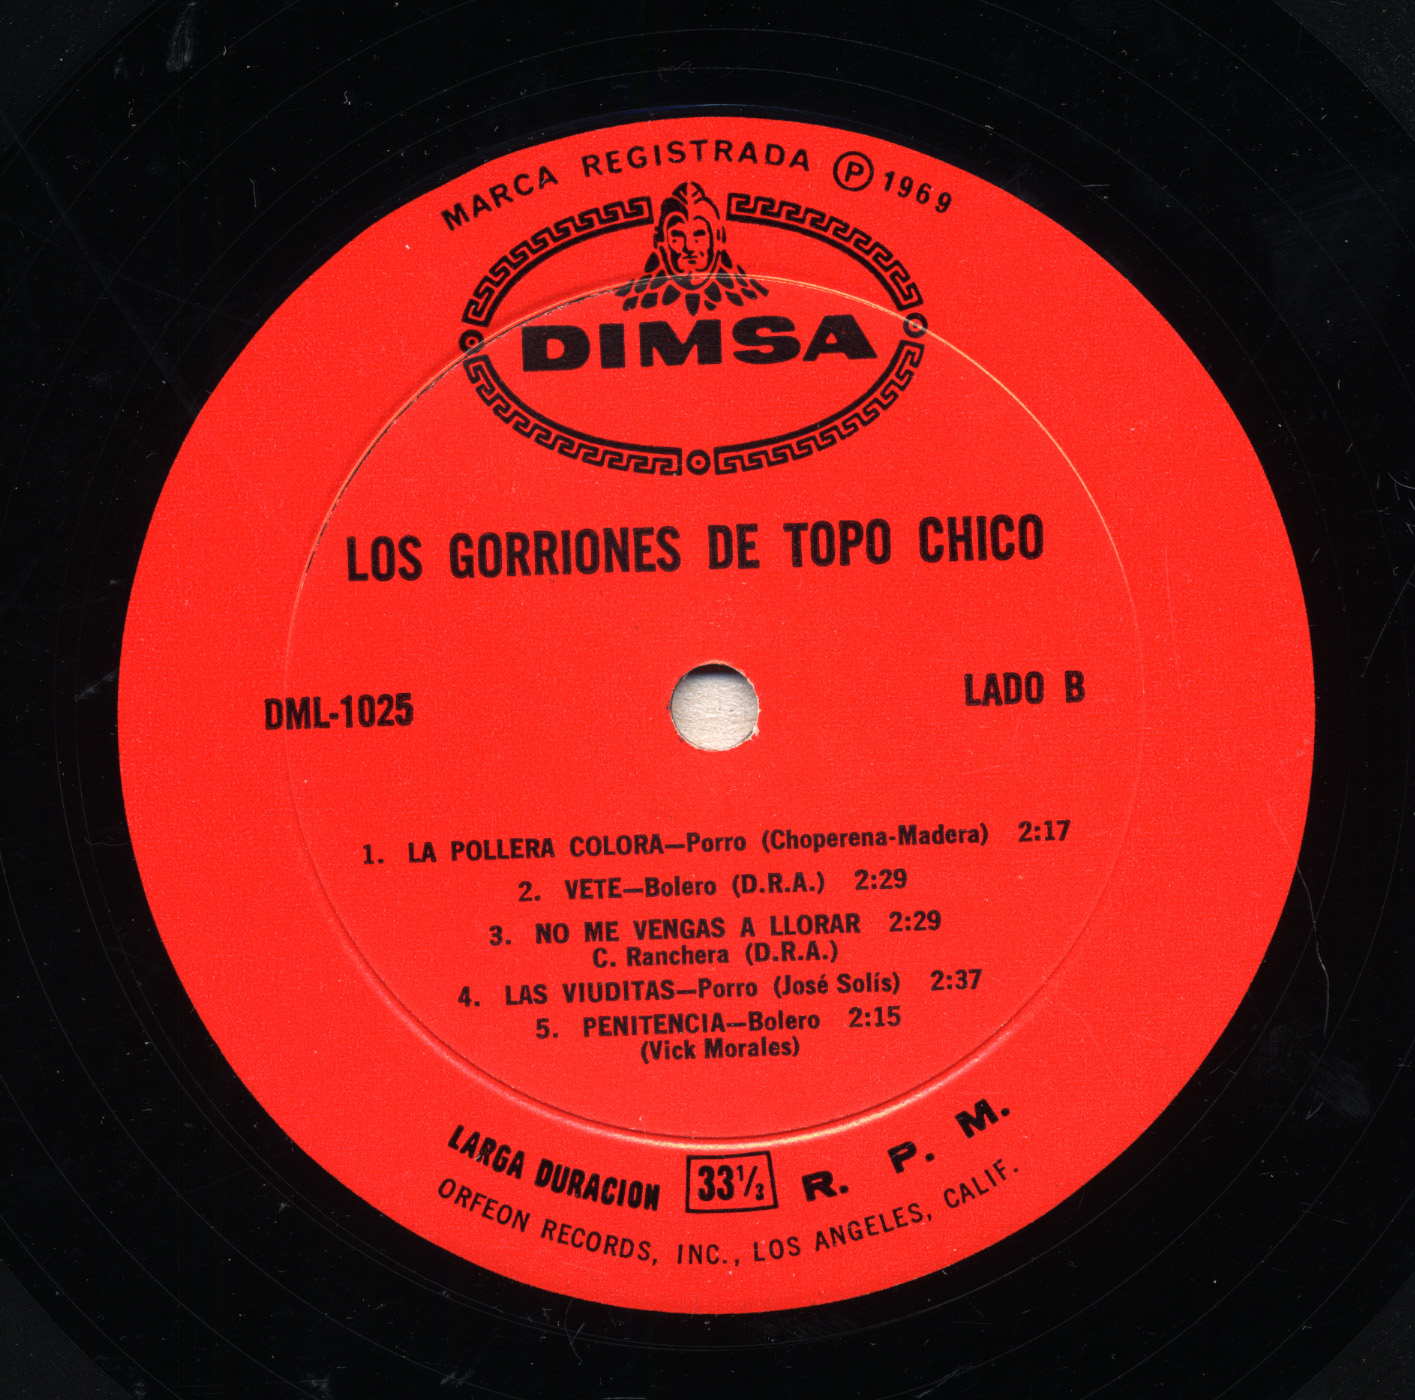 MARCA REGISTRADA Ⓟ 1969
DIMSA
LOS GORRIONES DE TOPO CHICO
DML-1025
LADO B
1. LA POLLERA COLORA—Porro (Choperena-Madera) 2:17
2. VETE—Bolero (D.R.A.) 2:29
3. NO ME VENGAS A LLORAR 2:29
C. Ranchera (D.R.A.)
4. LAS VIUDITAS—Porro (José Solís) 2:37
5. PENITENCIA—Bolero 2:15
(Vick Morales)
LARGA DURACION 33⅓ R. P. M.
ORFEON RECORDS, INC., LOS ANGELES, CALIF.